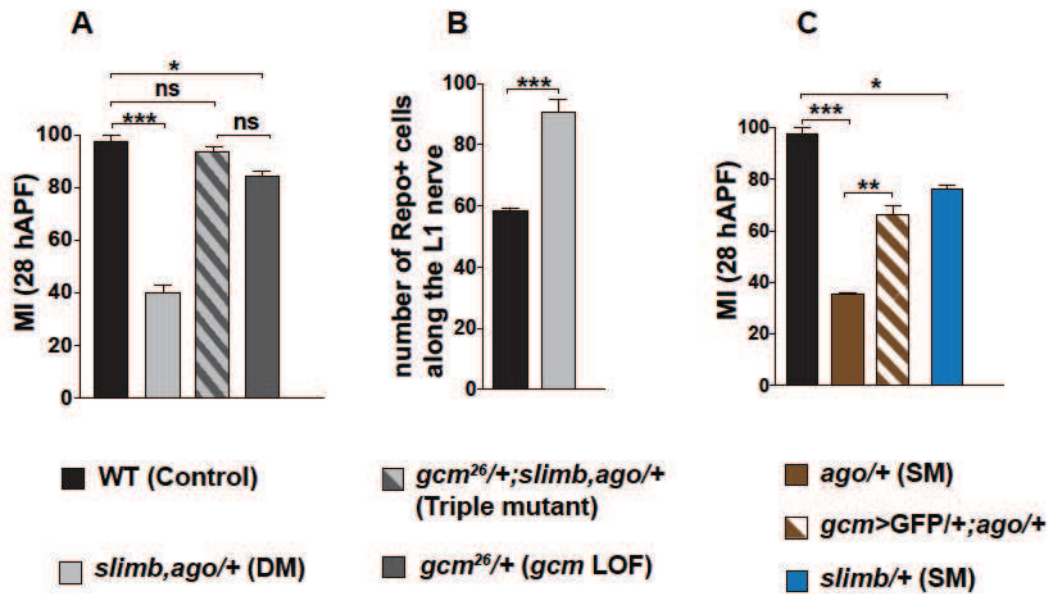 A
B
C
*
ns
***
ns
100
80
60
40
20
0
MI (28 hAPF)
***
100
80
60
60
40
20
0
number of Repo+ cells
along the L1 nerve
*
***
**
100
80
60
40
20
0
MI (28 hAPF)
WT (Control)
slimb,ago/+ (DM)
gcm²⁶/+;slimb,ago/+
(Triple mutant)
gcm²⁶/+ (gcm LOF)
ago/+ (SM)
gcm>GFP/+;ago/+
slimb/+ (SM)